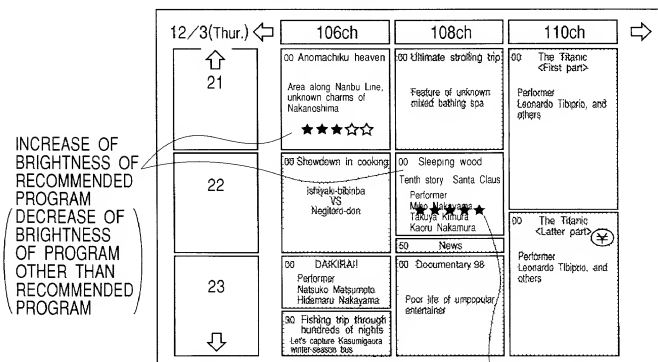 12/3(Thur.) 106ch 108ch 110ch
21
22
23
00 Anomachiku heaven
Area along Nanbu Line,
unknown charms of
Nakanoshima
★★★☆☆
00 Showdown in cooking
Ishiyaki-bibinba
VS
Negitoro-don
00 DAIKIRAI!
Performer
Natsuko Matsumoto
Hidemaru Nakayama
30 Fishing trip through
hundreds of nights
Let's capture Kasumigaura
winter-season bus
00 Ultimate strolling trip
Feature of unknown
mixed bathing spa
00 Sleeping wood
Tenth story Santa Claus
Performer
Miho Nakayama
★★★★★
Takuya Kimura
Kaoru Nakamura
50 News
00 Documentary 98
Poor life of umpopular
entertainer
00 The Titanic
<First part>
Performer
Leonardo Tibiprio, and
others
00 The Titanic
<Latter part>
¥
Performer
Leonardo Tibiprio, and
others
INCREASE OF
BRIGHTNESS OF
RECOMMENDED
PROGRAM
(DECREASE OF
BRIGHTNESS
OF PROGRAM
OTHER THAN
RECOMMENDED
PROGRAM)